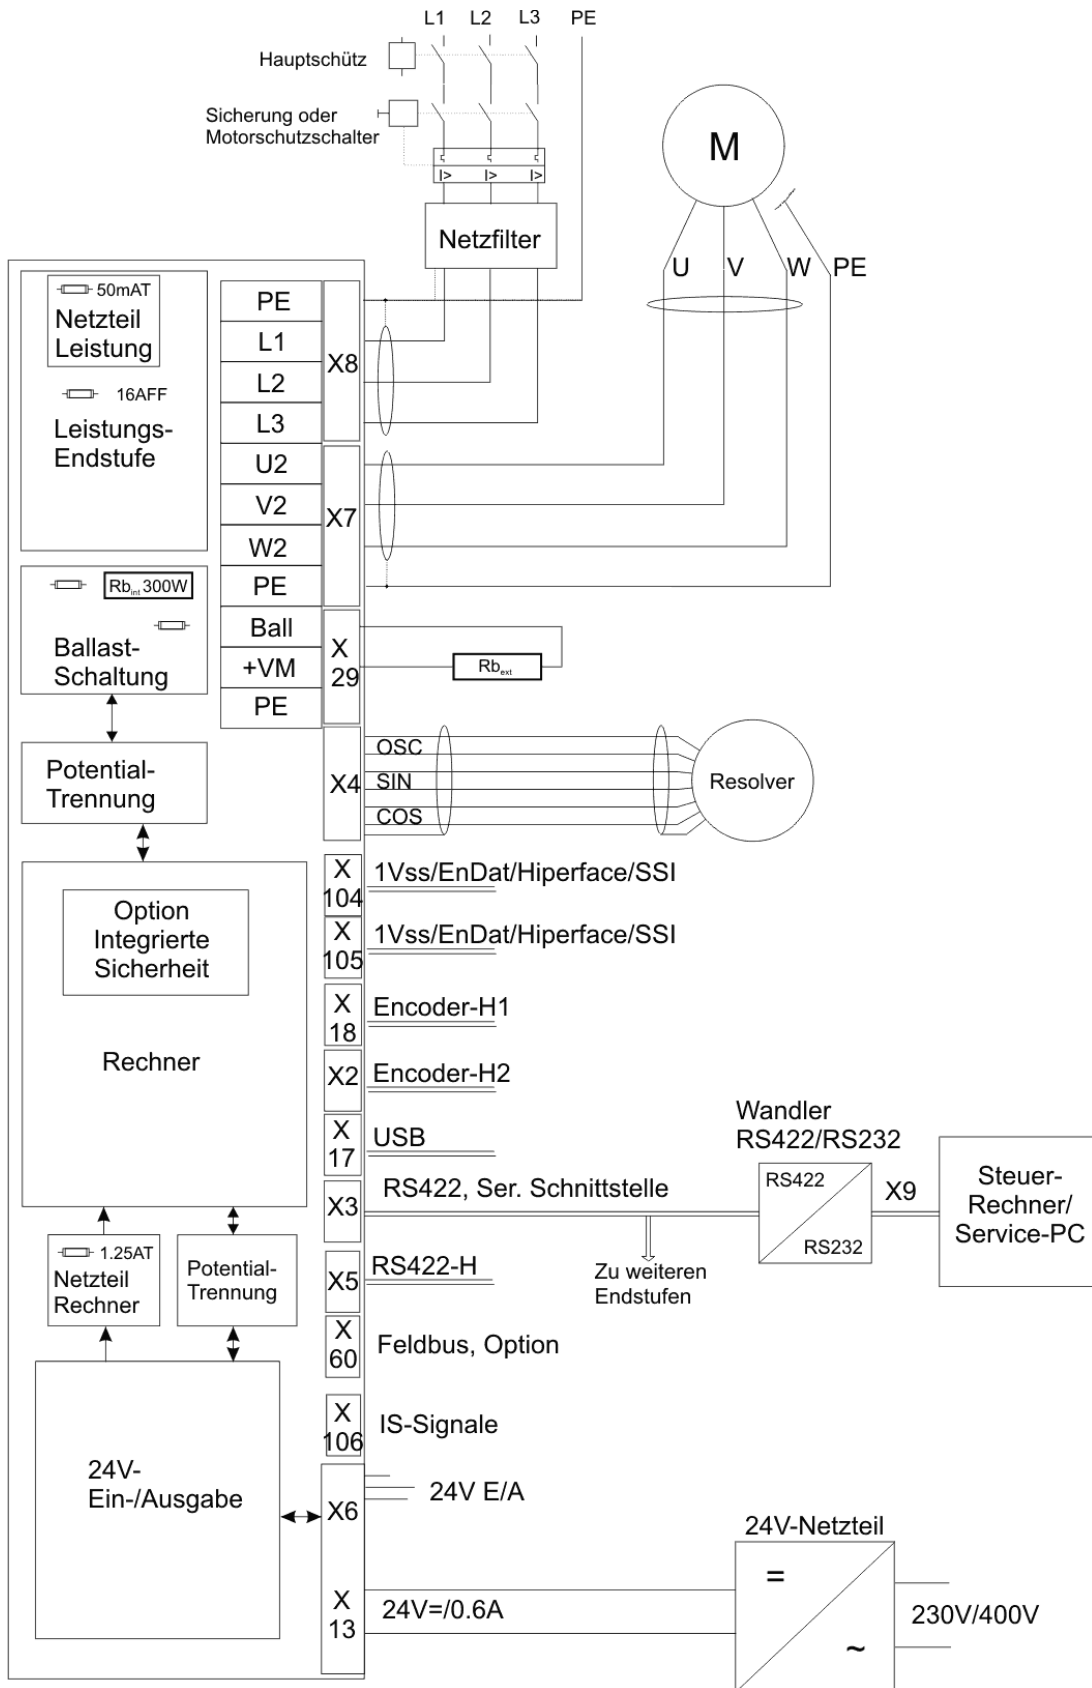 L1 L2 L3 PE
Hauptschütz
Sicherung oder
Motorschutzschalter
I> I> I>
M
Netzfilter
U V W PE
50mAT
Netzteil
Leistung
16AFF
Leistungs-
Endstufe
PE
L1
L2
L3
X8
U2
V2
W2
PE
X7
Rbint 300W
Ballast-
Schaltung
Ball
+VM
PE
X
29
Rbext
Potential-
Trennung
X4
OSC
SIN
COS
Resolver
Option
Integrierte
Sicherheit
Rechner
X
104
1Vss/EnDat/Hiperface/SSI
X
105
1Vss/EnDat/Hiperface/SSI
X
18
Encoder-H1
X2
Encoder-H2
X
17
USB
X3
RS422, Ser. Schnittstelle
Zu weiteren
Endstufen
Wandler
RS422/RS232
RS422
RS232
X9
Steuer-
Rechner/
Service-PC
1.25AT
Netzteil
Rechner
Potential-
Trennung
X5
RS422-H
X
60
Feldbus, Option
X
106
IS-Signale
24V-
Ein-/Ausgabe
X6
24V E/A
X
13
24V=/0.6A
24V-Netzteil
=
~
230V/400V